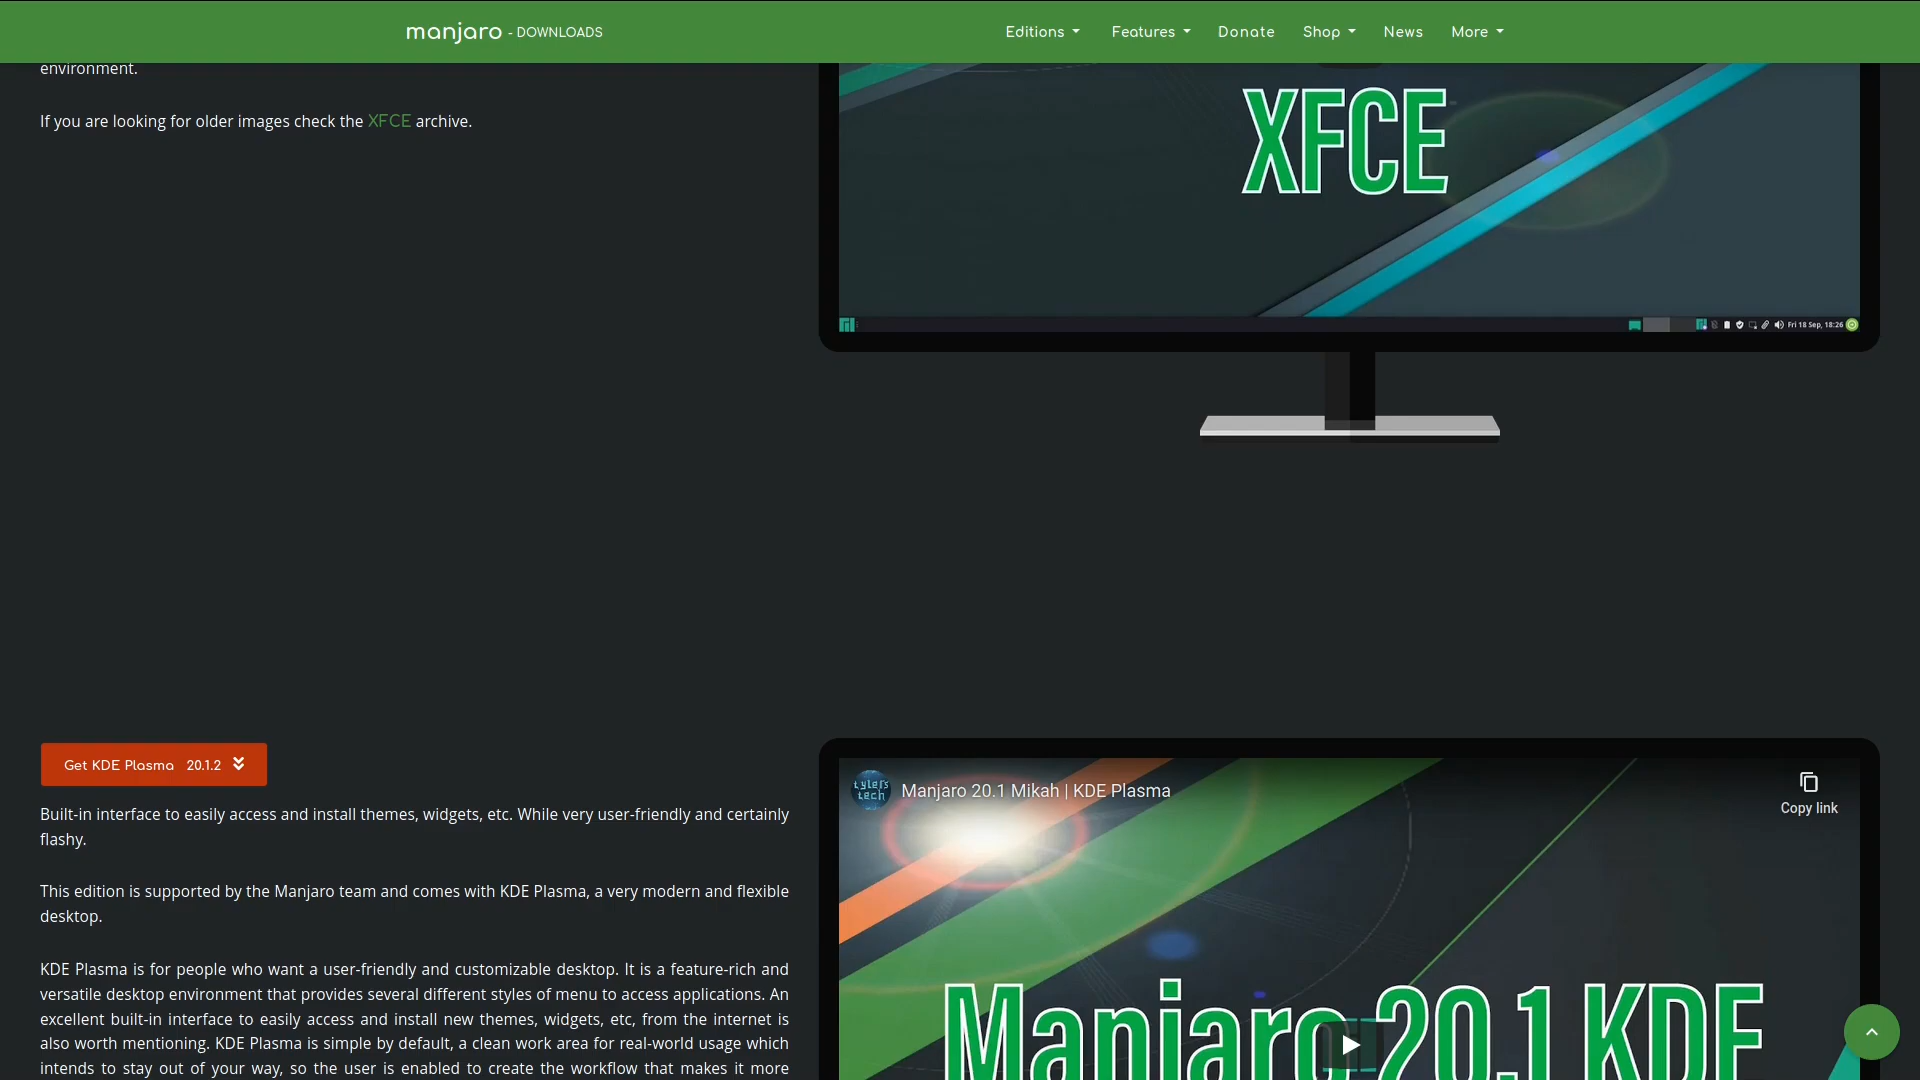 manjaro - DOWNLOADS
Editions
Features
Donate
Shop
News
More
environment.
If you are looking for older images check the XFCE archive.
XFCE
Fri 18 Sep, 18:26
Get KDE Plasma 20.1.2
Built-in interface to easily access and install themes, widgets, etc. While very user-friendly and certainly
flashy.
This edition is supported by the Manjaro team and comes with KDE Plasma, a very modern and flexible
desktop.
KDE Plasma is for people who want a user-friendly and customizable desktop. It is a feature-rich and
versatile desktop environment that provides several different styles of menu to access applications. An
excellent built-in interface to easily access and install new themes, widgets, etc, from the internet is
also worth mentioning. KDE Plasma is simple by default, a clean work area for real-world usage which
intends to stay out of your way, so the user is enabled to create the workflow that makes it more
tyler's
tech
Manjaro 20.1 Mikah | KDE Plasma
Copy link
Manjaro 20.1 KDE